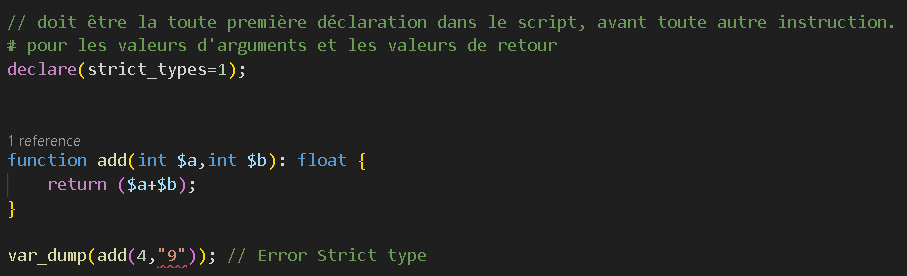 // doit être la toute première déclaration dans le script, avant toute autre instruction.
# pour les valeurs d'arguments et les valeurs de retour
declare(strict_types=1);
1 reference
function add(int $a,int $b): float {
    return ($a+$b);
}
var_dump(add(4,"9")); // Error Strict type